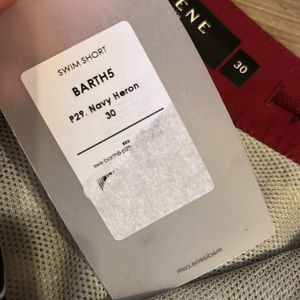 SWIM SHORT
BARTH5
P29. Navy Heron
30
ENE
30